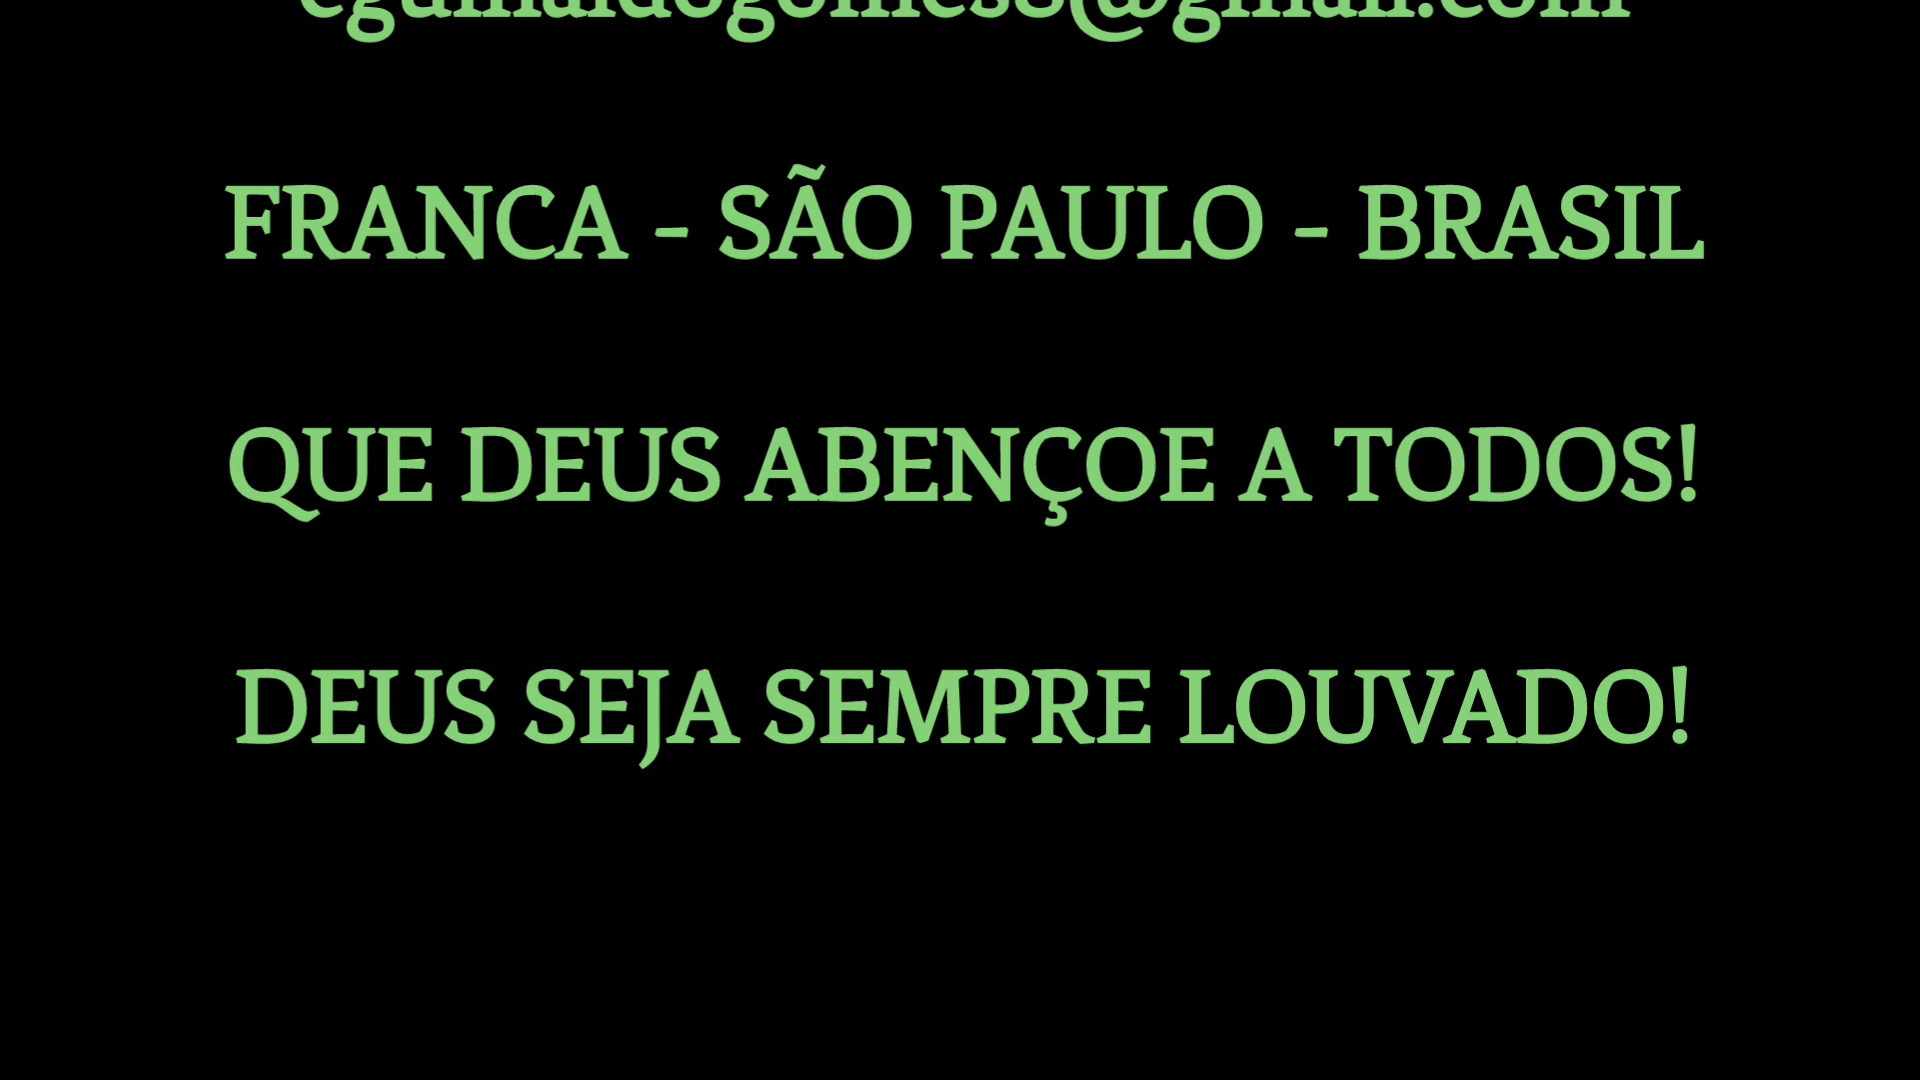 FRANCA - SÃO PAULO - BRASIL
QUE DEUS ABENÇOE A TODOS!
DEUS SEJA SEMPRE LOUVADO!